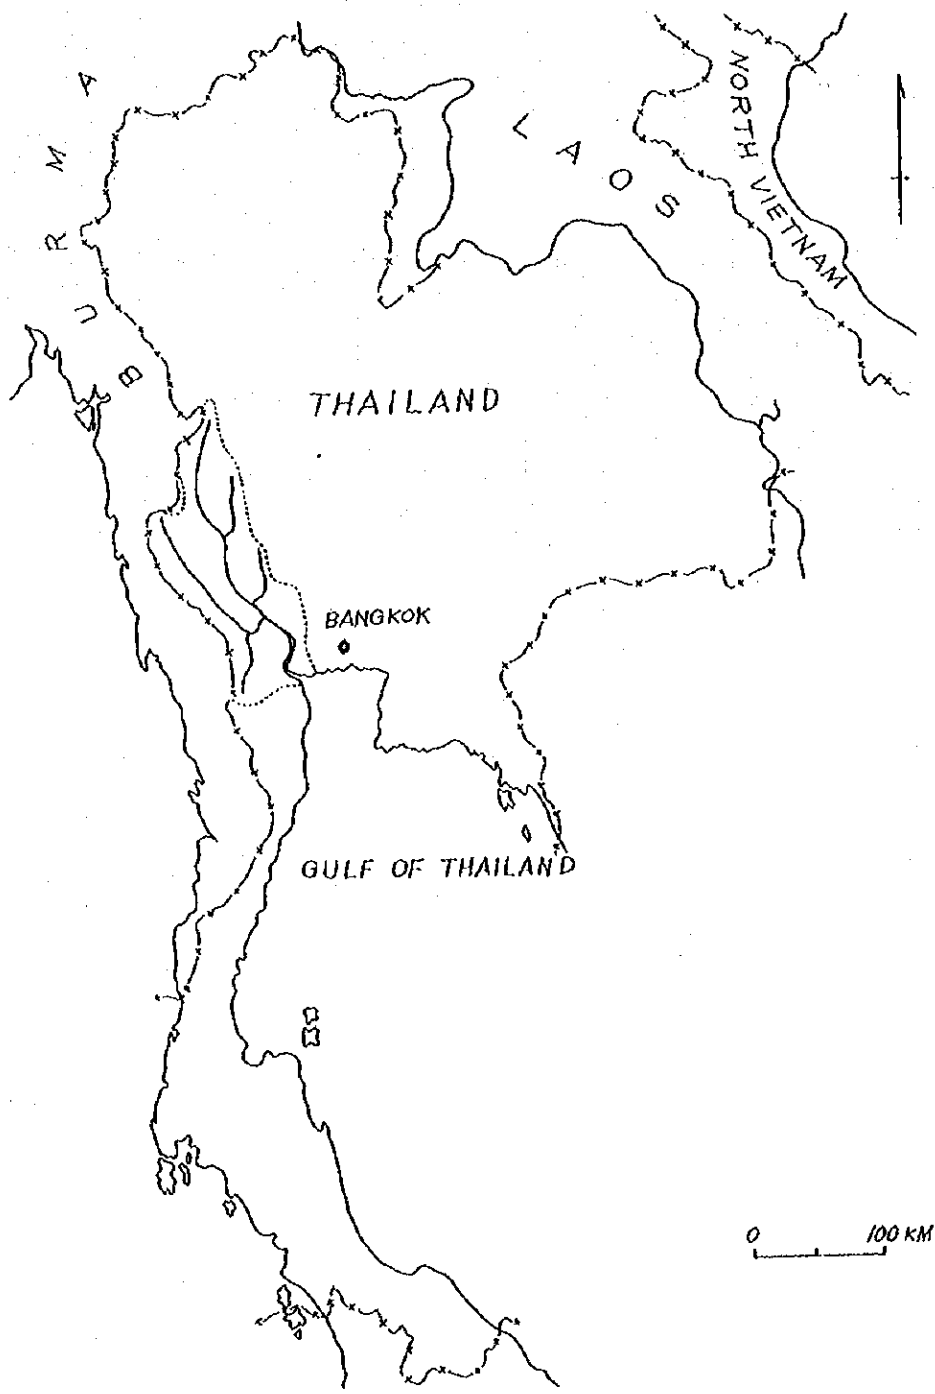 BURMA
LAOS
NORTH VIETNAM
THAILAND
BANGKOK
GULF OF THAILAND
0 100 KM